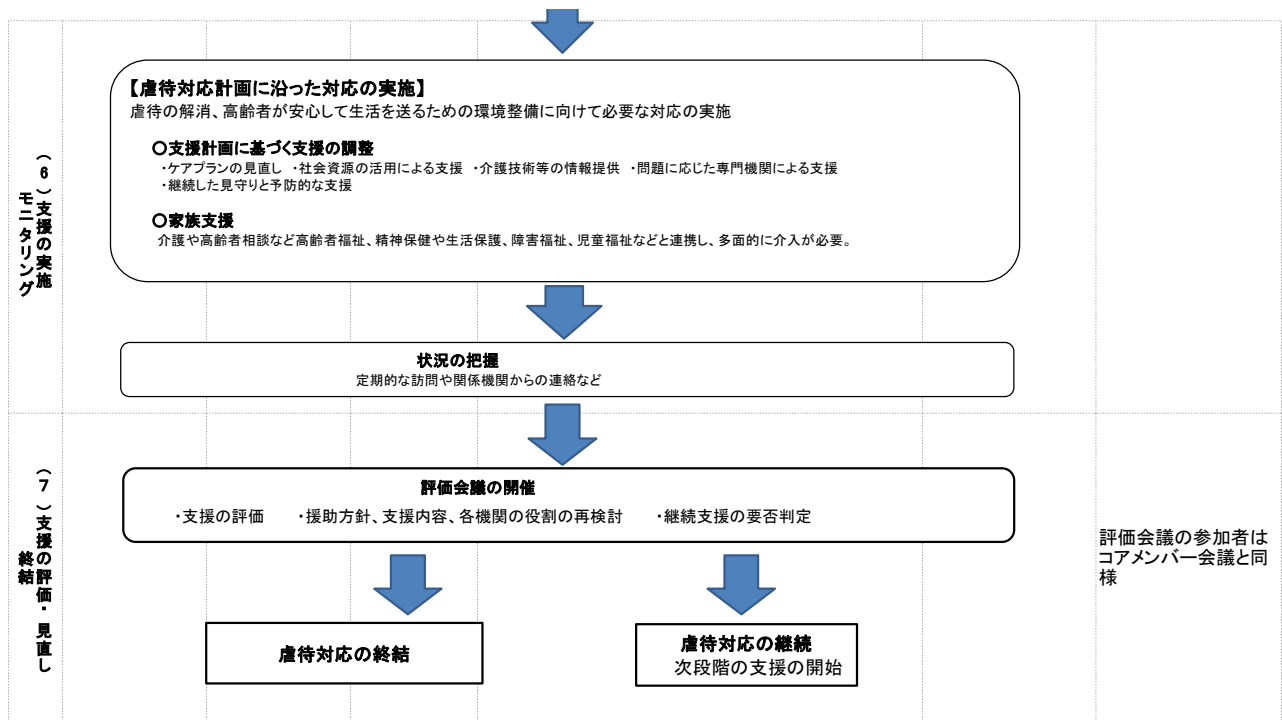 (6)支援の実施
モニタリング
【虐待対応計画に沿った対応の実施】
虐待の解消、高齢者が安心して生活を送るための環境整備に向けて必要な対応の実施
○支援計画に基づく支援の調整
・ケアプランの見直し ・社会資源の活用による支援 ・介護技術等の情報提供 ・問題に応じた専門機関による支援
・継続した見守りと予防的な支援
○家族支援
介護や高齢者相談など高齢者福祉、精神保健や生活保護、障害福祉、児童福祉などと連携し、多面的に介入が必要。
状況の把握
定期的な訪問や関係機関からの連絡など
(7)支援の評価・見直し
終結
評価会議の開催
・支援の評価 ・援助方針、支援内容、各機関の役割の再検討 ・継続支援の要否判定
評価会議の参加者は
コアメンバー会議と同
様
虐待対応の終結
虐待対応の継続
次段階の支援の開始